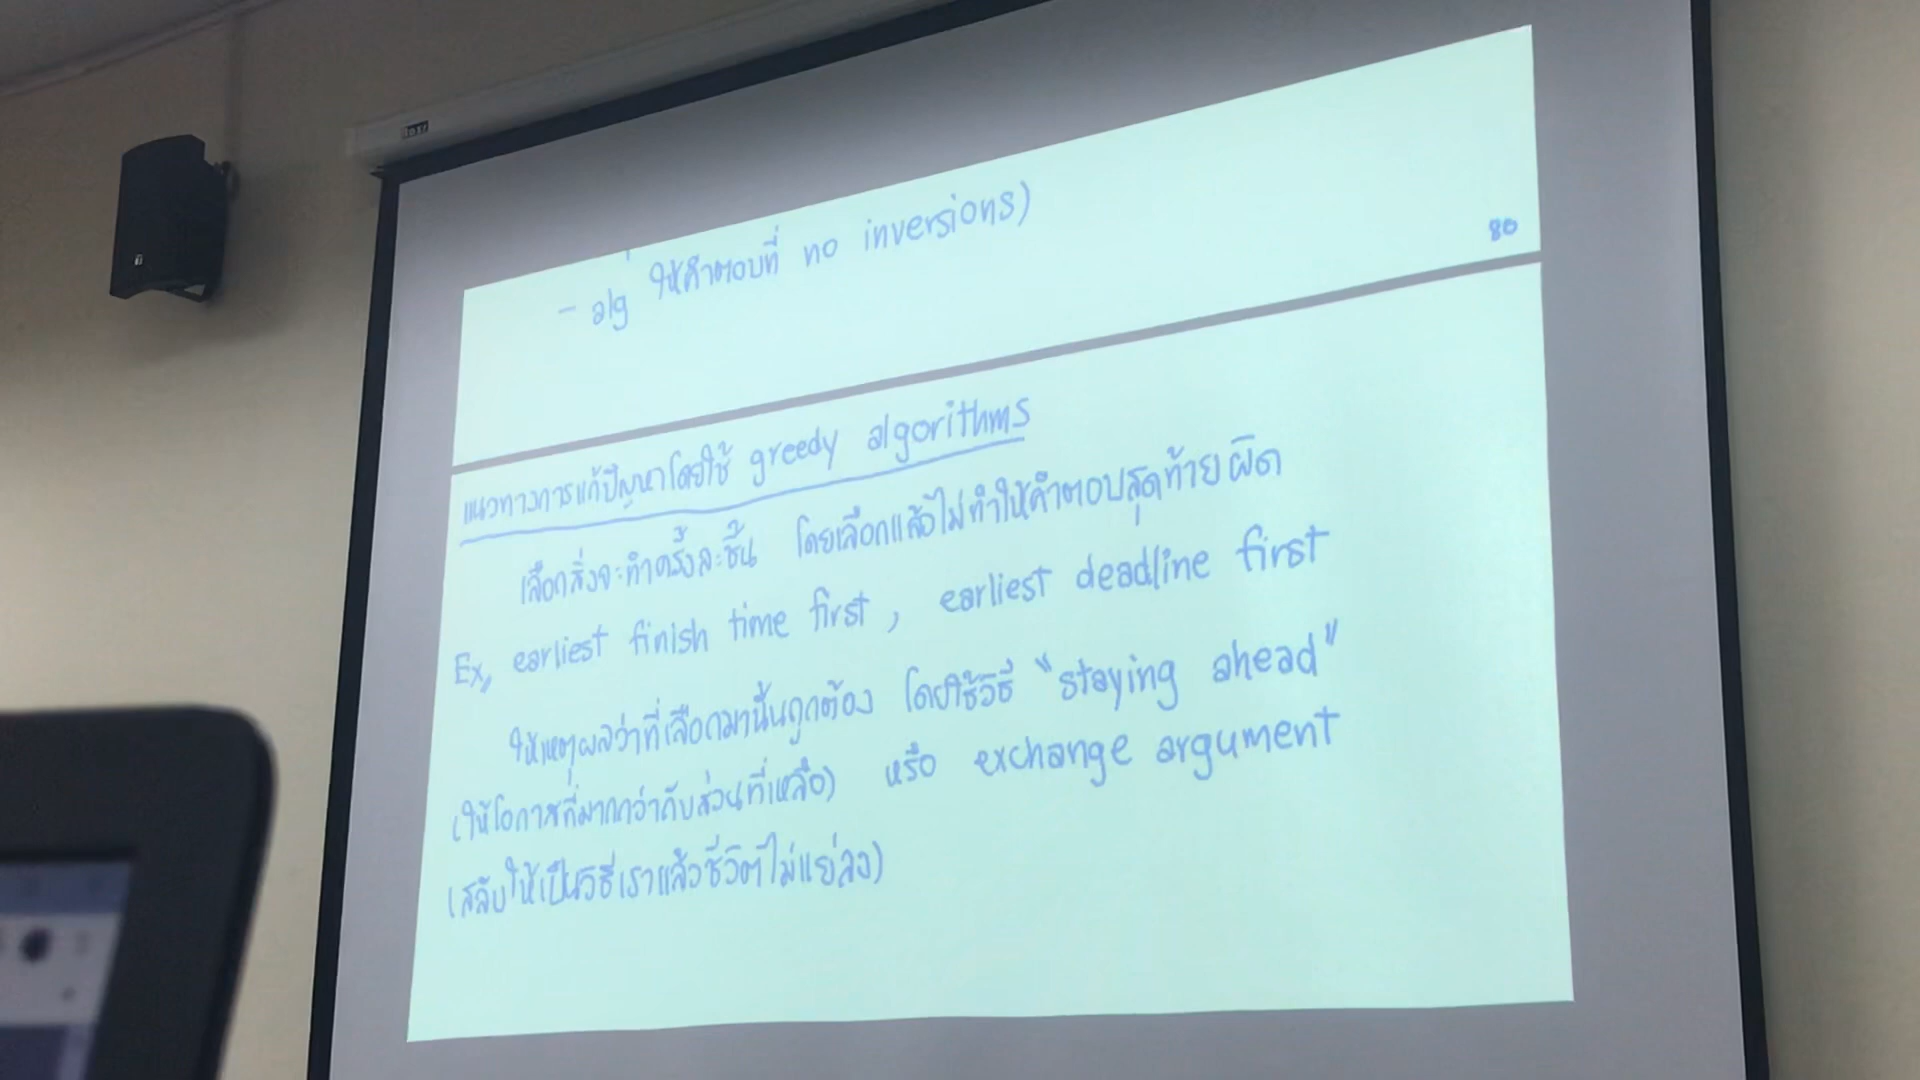 - alg ให้คำตอบที่ no inversions)
80
แนวทางการแก้ปัญหาโดยใช้ greedy algorithms
เลือกสิ่งจะทำครั้งละชิ้น โดยเลือกแล้วไม่ทำให้คำตอบสุดท้ายผิด
Ex,, earliest finish time first, earliest deadline first
ให้เหตุผลว่าที่เลือกมานั้นถูกต้อง โดยใช้วิธี "staying ahead"
(ให้โอกาสที่มากกว่ากับส่วนที่เหลือ) หรือ exchange argument
(สลับให้เป็นวิธีเราแล้วชีวิตไม่แย่ลง)